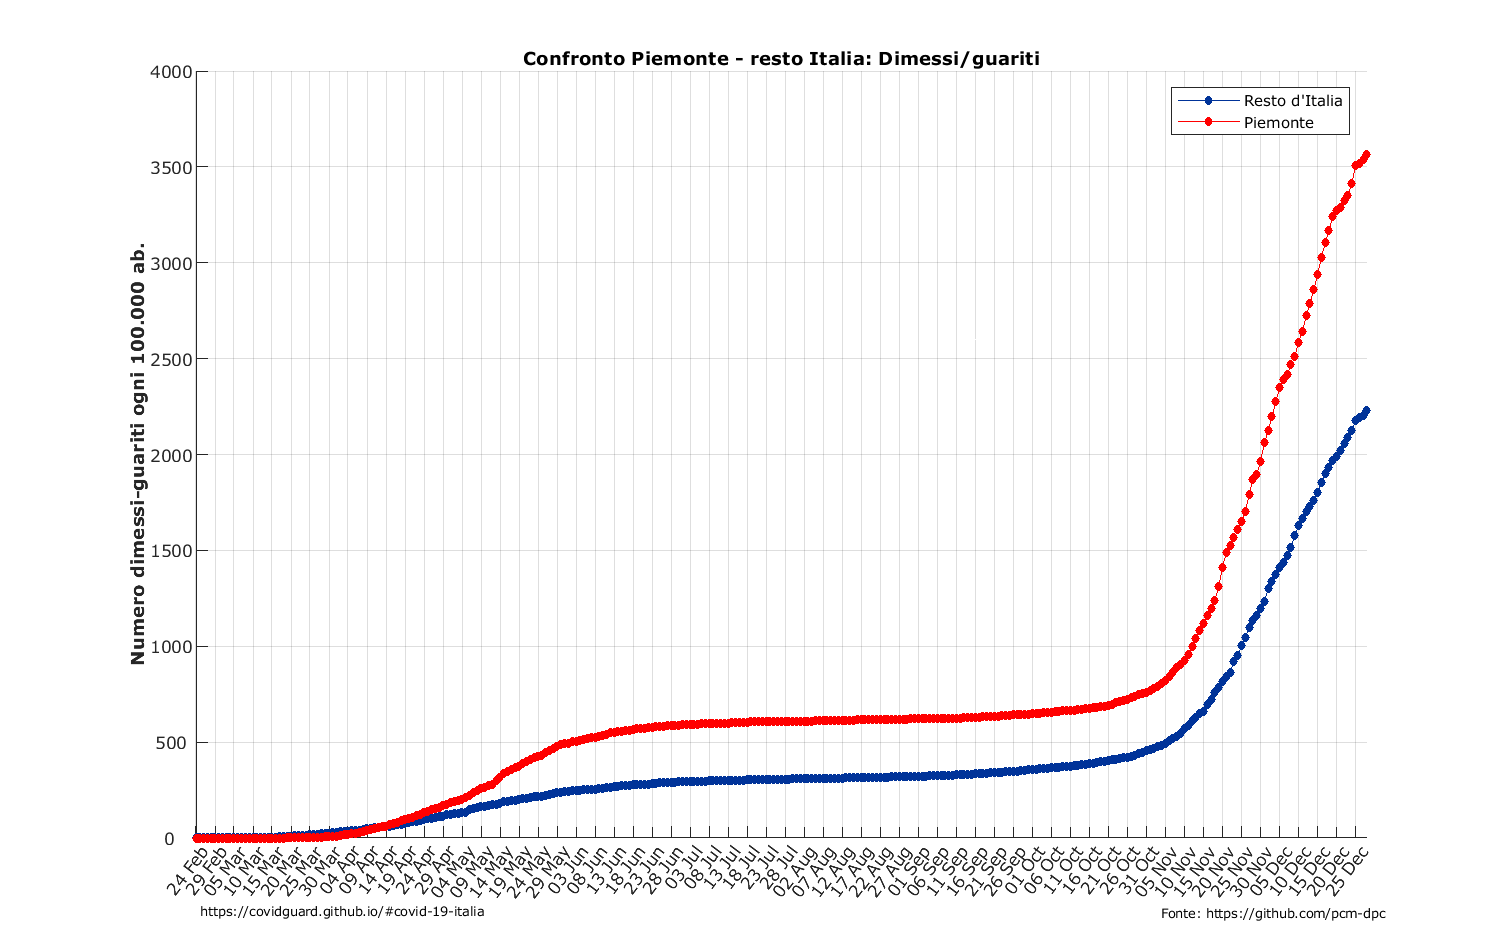 Confronto Piemonte - resto Italia: Dimessi/guariti
Numero dimessi-guariti ogni 100.000 ab.
4000
3500
3000
2500
2000
1500
1000
500
0
Resto d'Italia
Piemonte
24 Feb
29 Feb
05 Mar
10 Mar
15 Mar
20 Mar
25 Mar
30 Mar
04 Apr
09 Apr
14 Apr
19 Apr
24 Apr
29 Apr
04 May
09 May
14 May
19 May
24 May
29 May
03 Jun
08 Jun
13 Jun
18 Jun
23 Jun
28 Jun
03 Jul
08 Jul
13 Jul
18 Jul
23 Jul
28 Jul
02 Aug
07 Aug
12 Aug
17 Aug
22 Aug
27 Aug
01 Sep
06 Sep
11 Sep
16 Sep
21 Sep
26 Sep
01 Oct
06 Oct
11 Oct
16 Oct
21 Oct
26 Oct
31 Oct
05 Nov
10 Nov
15 Nov
20 Nov
25 Nov
30 Nov
05 Dec
10 Dec
15 Dec
20 Dec
25 Dec
https://covidguard.github.io/#covid-19-italia
Fonte: https://github.com/pcm-dpc